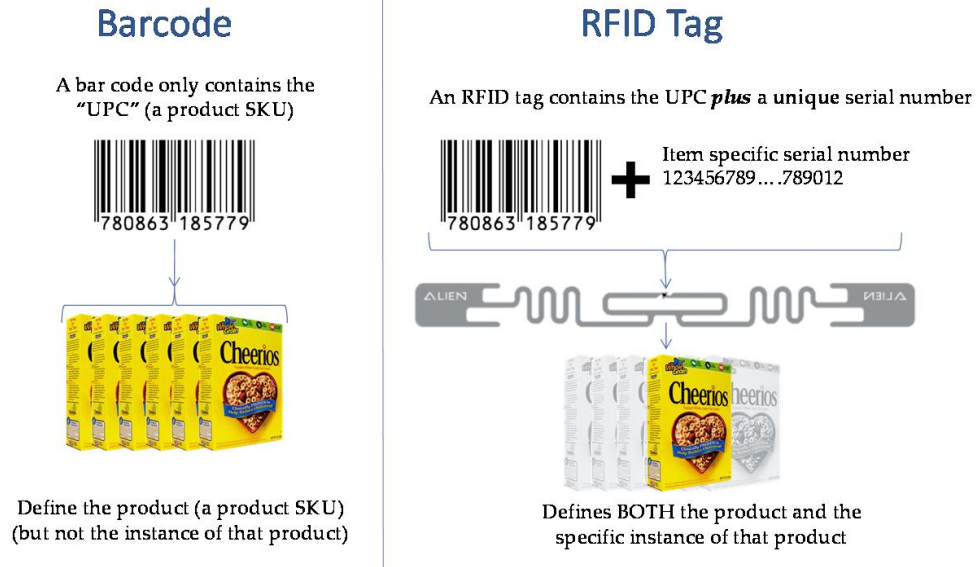 Barcode
A bar code only contains the
“UPC” (a product SKU)
780863 185779
Cheerios
Define the product (a product SKU)
(but not the instance of that product)
RFID Tag
An RFID tag contains the UPC plus a unique serial number
780863 185779
Item specific serial number
123456789….789012
ALIEN
ALIEN
Cheerios
heerios
Defines BOTH the product and the
specific instance of that product